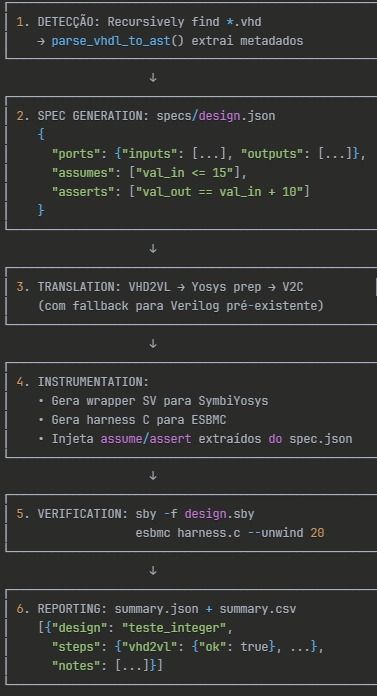 1. DETECÇÃO: Recursively find *.vhd
→ parse_vhdl_to_ast() extrai metadados
↓
2. SPEC GENERATION: specs/design.json
{
"ports": {"inputs": [...], "outputs": [...]},
"assumes": ["val_in <= 15"],
"asserts": ["val_out == val_in + 10"]
}
↓
3. TRANSLATION: VHD2VL → Yosys prep → V2C
(com fallback para Verilog pré-existente)
↓
4. INSTRUMENTATION:
• Gera wrapper SV para SymbiYosys
• Gera harness C para ESBMC
• Injeta assume/assert extraídos do spec.json
↓
5. VERIFICATION: sby -f design.sby
esbmc harness.c --unwind 20
↓
6. REPORTING: summary.json + summary.csv
[{"design": "teste_integer",
"steps": {"vhd2vl": {"ok": true}, ...},
"notes": [...]}]